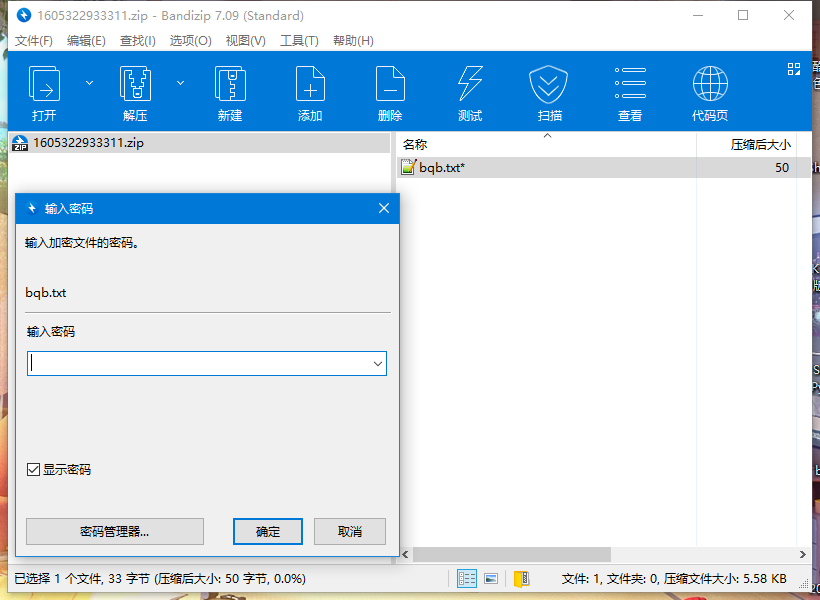 1605322933311.zip - Bandizip 7.09 (Standard)
文件(F) 编辑(E) 查找(I) 选项(O) 视图(V) 工具(T) 帮助(H)
打开 解压 新建 添加 删除 测试 扫描 查看 代码页
ZIP 1605322933311.zip
名称 压缩后大小
bqb.txt* 50
输入密码
输入加密文件的密码。
bqb.txt
输入密码
显示密码
密码管理器... 确定 取消
已选择 1 个文件, 33 字节 (压缩后大小: 50 字节, 0.0%)
文件: 1, 文件夹: 0, 压缩文件大小: 5.58 KB